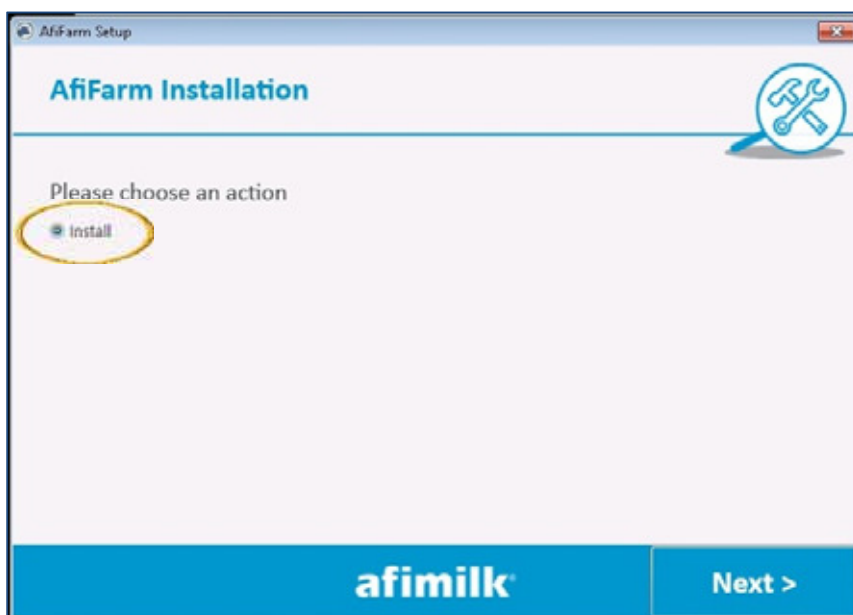 AfiFarm Setup
AfiFarm Installation
Please choose an action
Install
afimilk
Next >